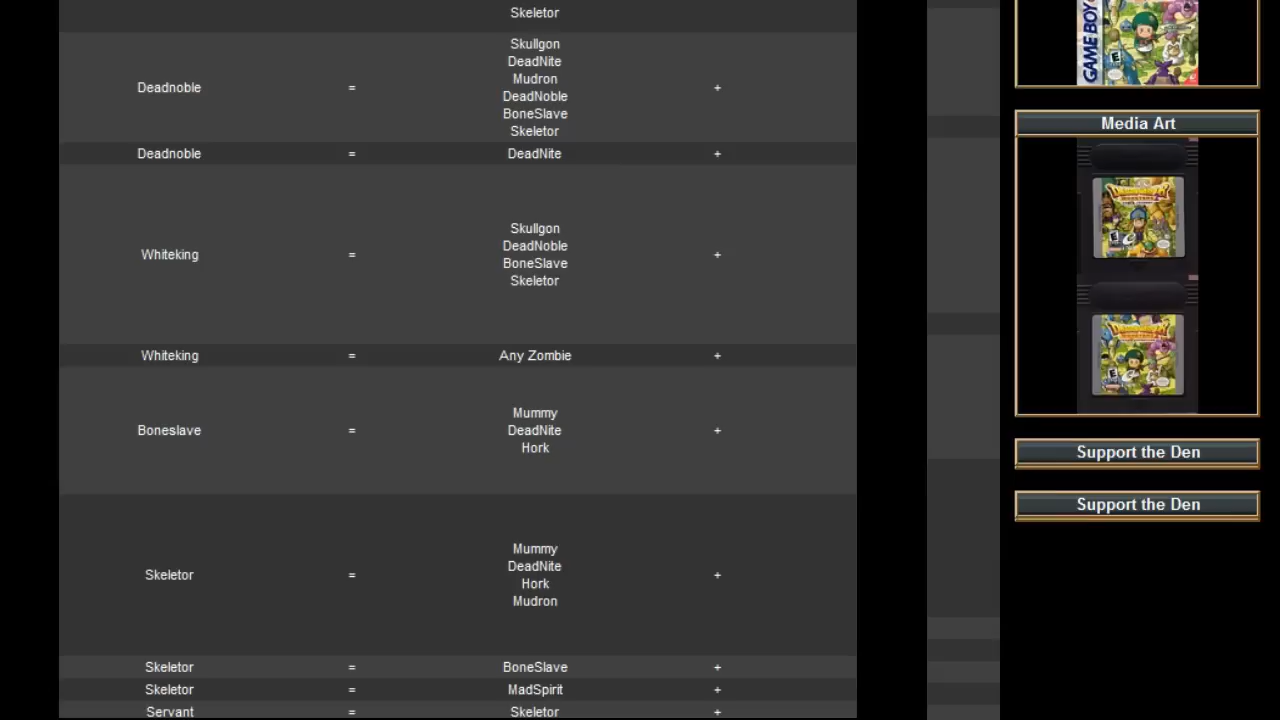 Skeletor
Skullgon
DeadNite
Deadnoble = Mudron +
DeadNoble
BoneSlave
Skeletor
Deadnoble = DeadNite +
Skullgon
DeadNoble
Whiteking = +
BoneSlave
Skeletor
Whiteking = Any Zombie +
Mummy
Boneslave = DeadNite +
Hork
Mummy
DeadNite
Skeletor = +
Hork
Mudron
Skeletor = BoneSlave +
Skeletor = MadSpirit +
Servant = Skeletor +
GAME BOY
E
Media Art
E
E
Support the Den
Support the Den